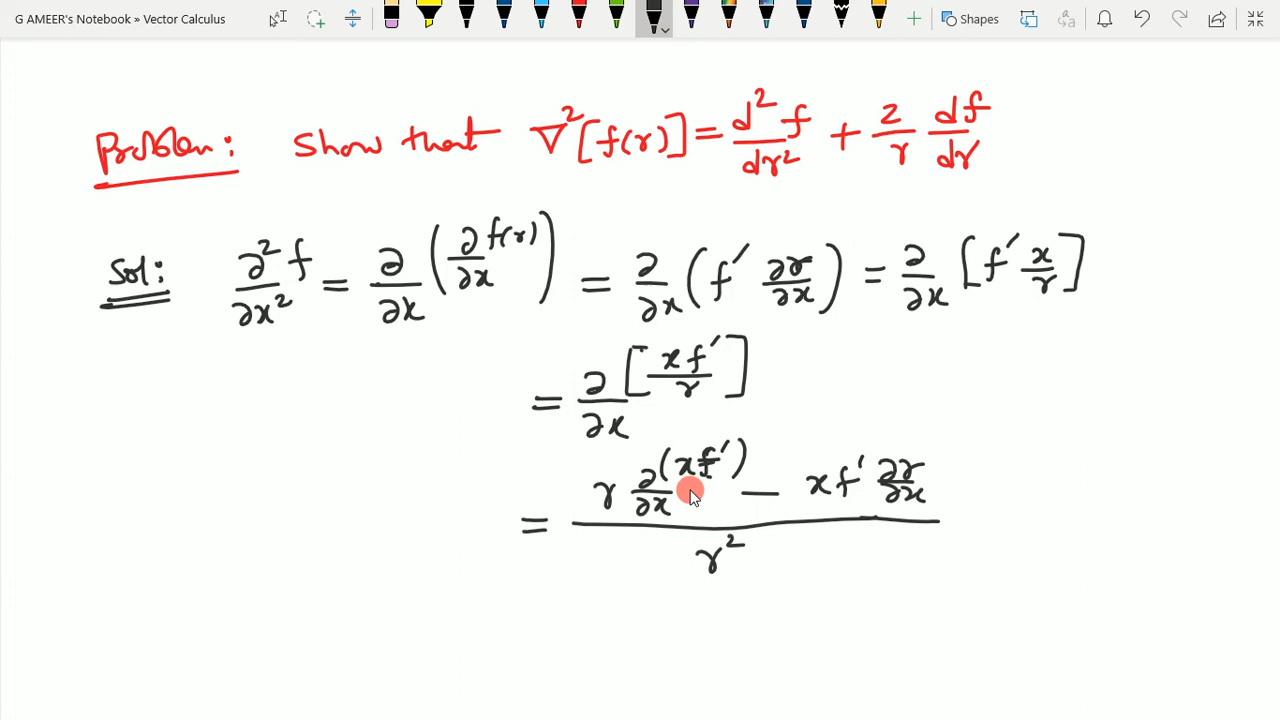 G AMEER's Notebook » Vector Calculus
Shapes
Problem: Show that ∇²[f(r)] = d²f/dr² + 2/r df/dr
Sol: ∂²f/∂x² = ∂/∂x (∂f(r)/∂x) = ∂/∂x (f′ ∂r/∂x) = ∂/∂x [f′ x/r]
= ∂/∂x [xf′/r]
= (r ∂/∂x (xf′) − xf′ ∂r/∂x)/r²